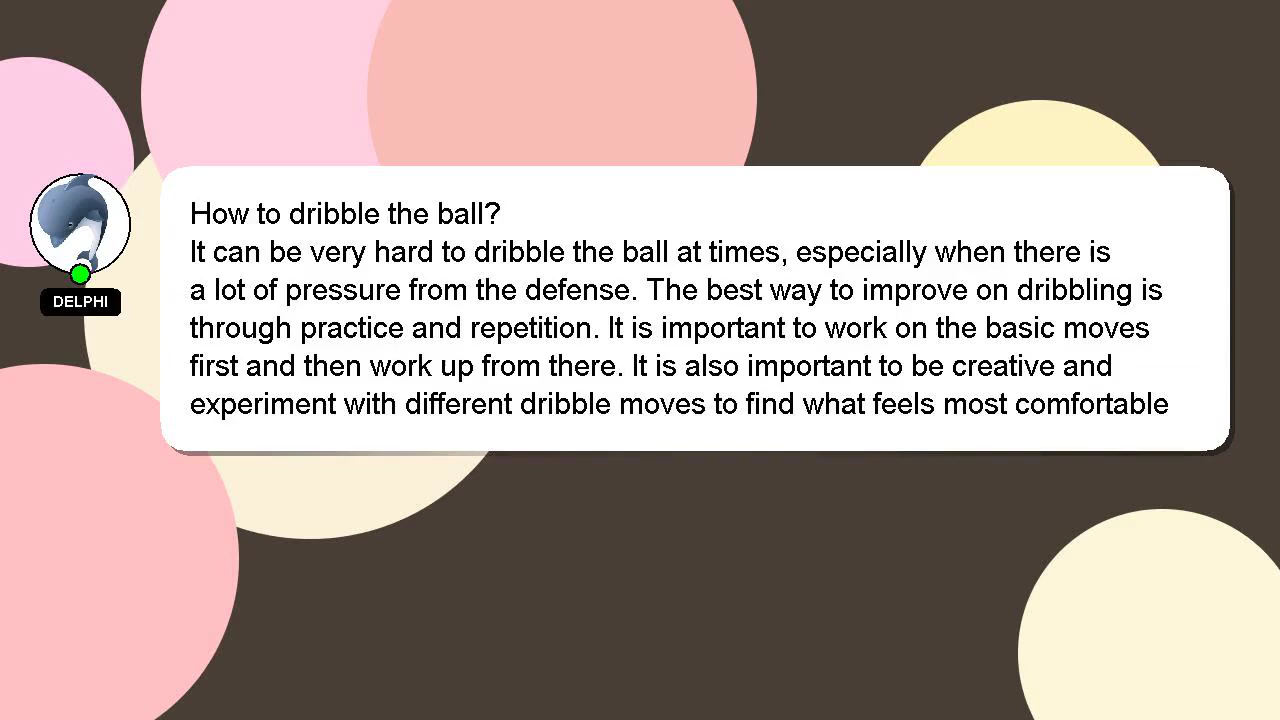 How to dribble the ball?
It can be very hard to dribble the ball at times, especially when there is
a lot of pressure from the defense. The best way to improve on dribbling is
through practice and repetition. It is important to work on the basic moves
first and then work up from there. It is also important to be creative and
experiment with different dribble moves to find what feels most comfortable
DELPHI